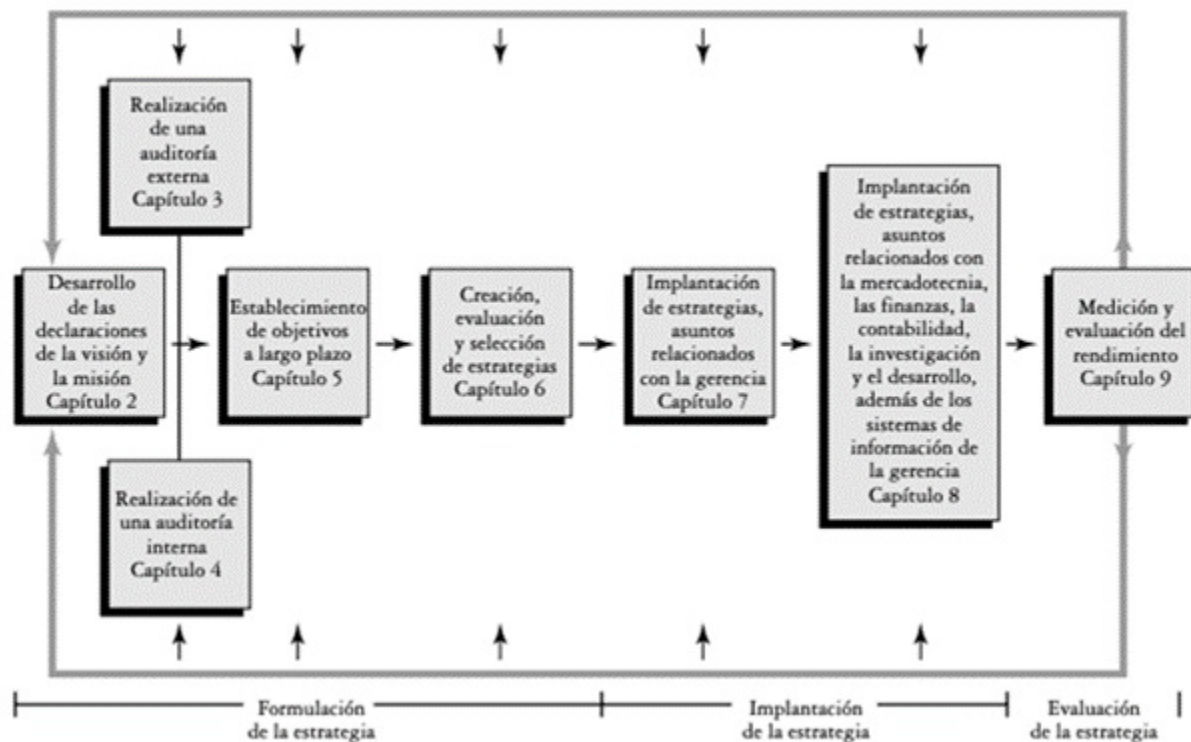 Realización
de una
auditoría
externa
Capítulo 3
Desarrollo
de las
declaraciones
de la visión y
la misión
Capítulo 2
Realización de
una auditoría
interna
Capítulo 4
Establecimiento
de objetivos
a largo plazo
Capítulo 5
Creación,
evaluación
y selección
de estrategias
Capítulo 6
Implantación
de estrategias,
asuntos
relacionados
con la gerencia
Capítulo 7
Implantación
de estrategias,
asuntos
relacionados con
la mercadotecnia,
las finanzas, la
contabilidad,
la investigación
y el desarrollo,
además de los
sistemas de
información de
la gerencia
Capítulo 8
Medición y
evaluación del
rendimiento
Capítulo 9
Formulación
de la estrategia
Implantación
de la estrategia
Evaluación
de la estrategia